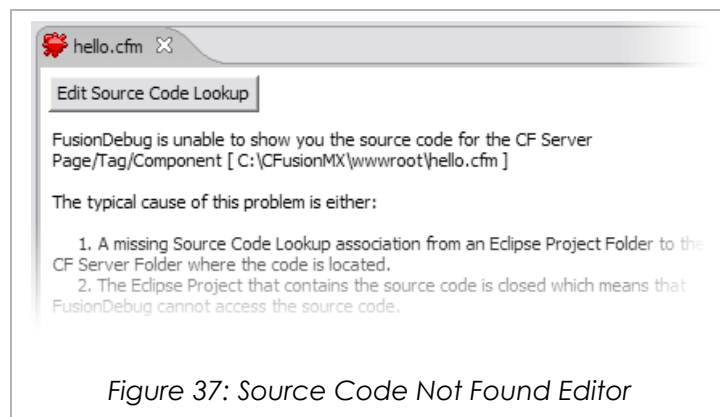 hello.cfm
Edit Source Code Lookup
FusionDebug is unable to show you the source code for the CF Server
Page/Tag/Component [ C:\CFusionMX\wwwroot\hello.cfm ]
The typical cause of this problem is either:
1. A missing Source Code Lookup association from an Eclipse Project Folder to the
CF Server Folder where the code is located.
2. The Eclipse Project that contains the source code is closed which means that
FusionDebug cannot access the source code.
Figure 37: Source Code Not Found Editor